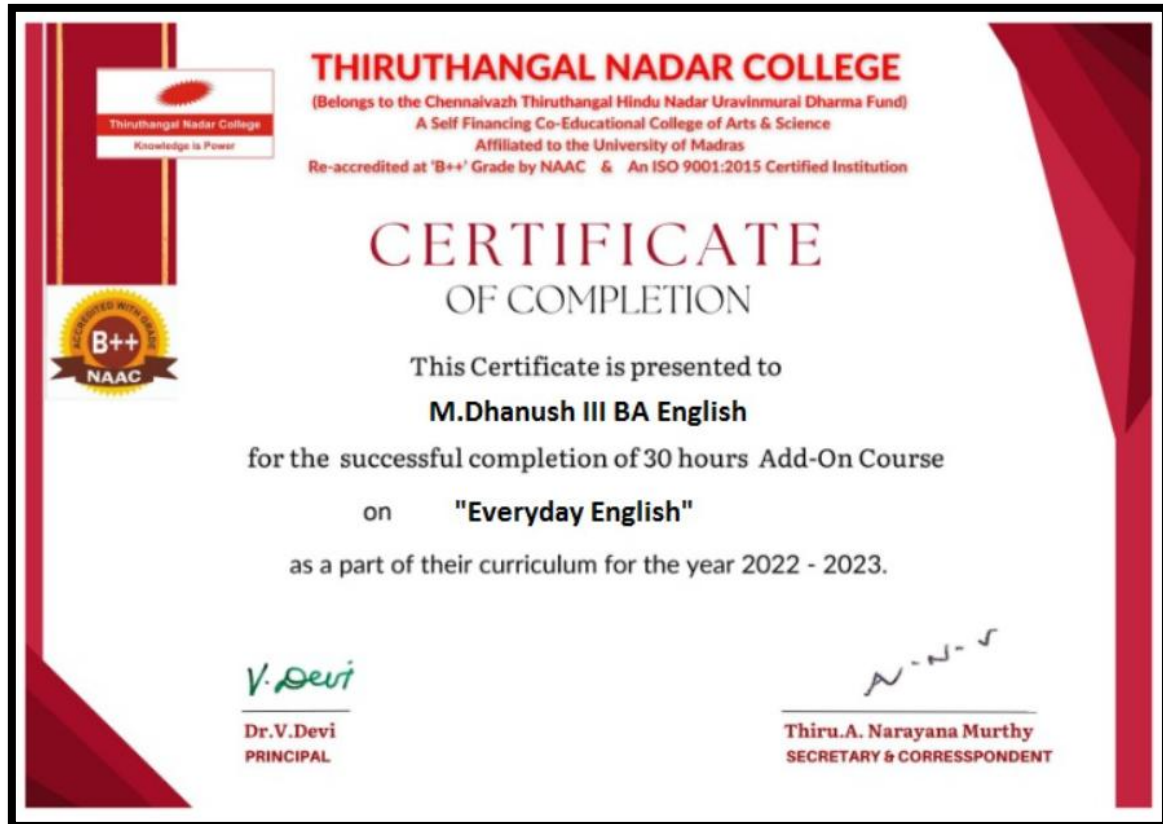 THIRUTHANGAL NADAR COLLEGE
(Belongs to the Chennaivazh Thiruthangal Hindu Nadar Uravinmurai Dharma Fund)
A Self Financing Co-Educational College of Arts & Science
Affiliated to the University of Madras
Re-accredited at 'B++' Grade by NAAC & An ISO 9001:2015 Certified Institution
Thiruthangal Nadar College
Knowledge is Power
CERTIFICATE
OF COMPLETION
ACCREDITED WITH GRADE
B++
NAAC
This Certificate is presented to
M.Dhanush III BA English
for the successful completion of 30 hours Add-On Course
on "Everyday English"
as a part of their curriculum for the year 2022 - 2023.
V. Devi
Dr.V.Devi
PRINCIPAL
A-N-
Thiru.A. Narayana Murthy
SECRETARY & CORRESSPONDENT